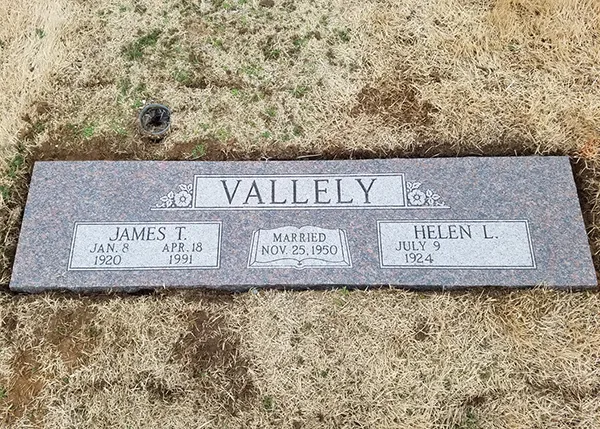 VALLELY
JAMES T.
JAN. 8 APR. 18
1920 1991
MARRIED
NOV. 25, 1950
HELEN L.
JULY 9
1924